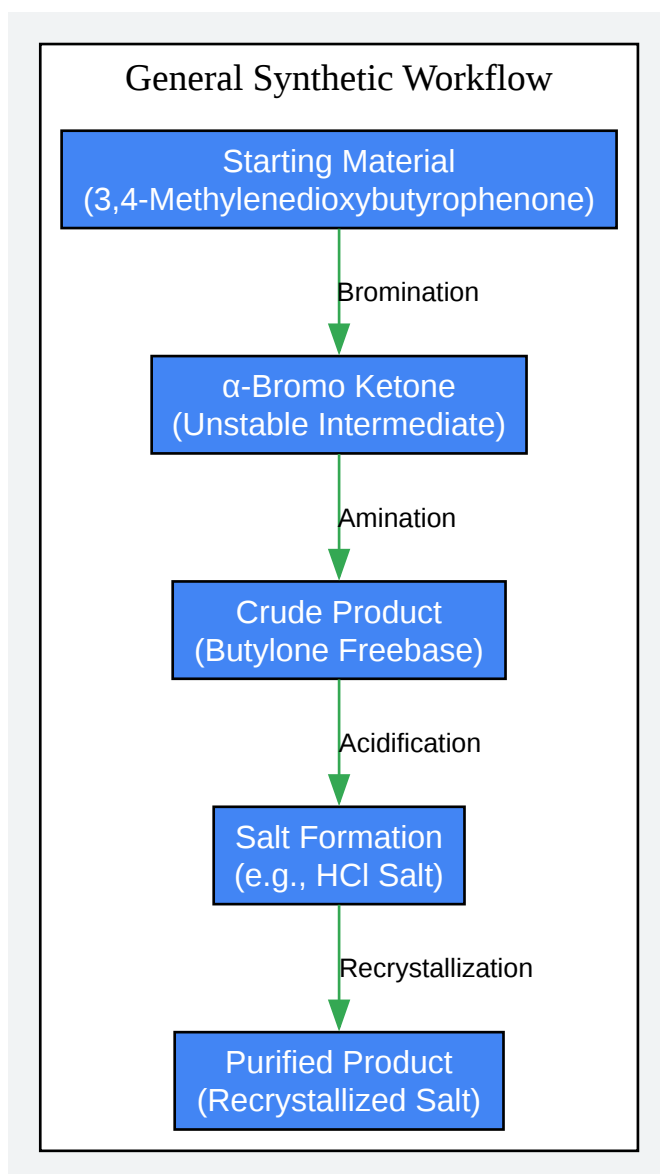 General Synthetic Workflow
Starting Material
(3,4-Methylenedioxybutyrophenone)
Bromination
α-Bromo Ketone
(Unstable Intermediate)
Amination
Crude Product
(Butylone Freebase)
Acidification
Salt Formation
(e.g., HCl Salt)
Recrystallization
Purified Product
(Recrystallized Salt)